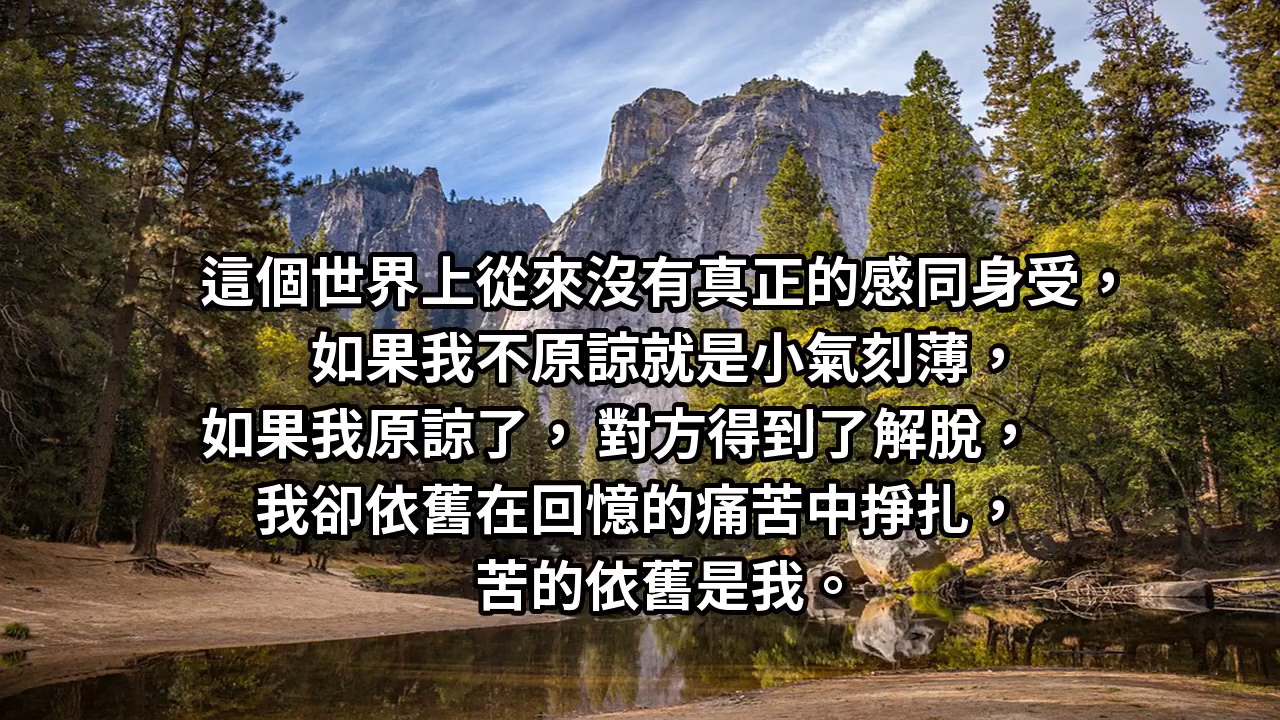 這個世界上從來沒有真正的感同身受，
如果我不原諒就是小氣刻薄，
如果我原諒了， 對方得到了解脫，
我卻依舊在回憶的痛苦中掙扎，
苦的依舊是我。